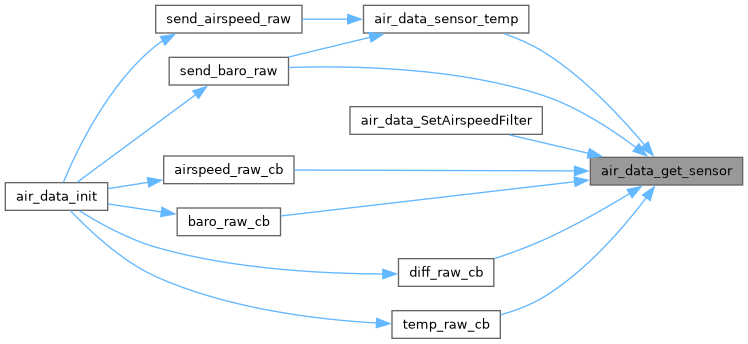 send_airspeed_raw
air_data_sensor_temp
send_baro_raw
air_data_SetAirspeedFilter
airspeed_raw_cb
air_data_get_sensor
air_data_init
baro_raw_cb
diff_raw_cb
temp_raw_cb